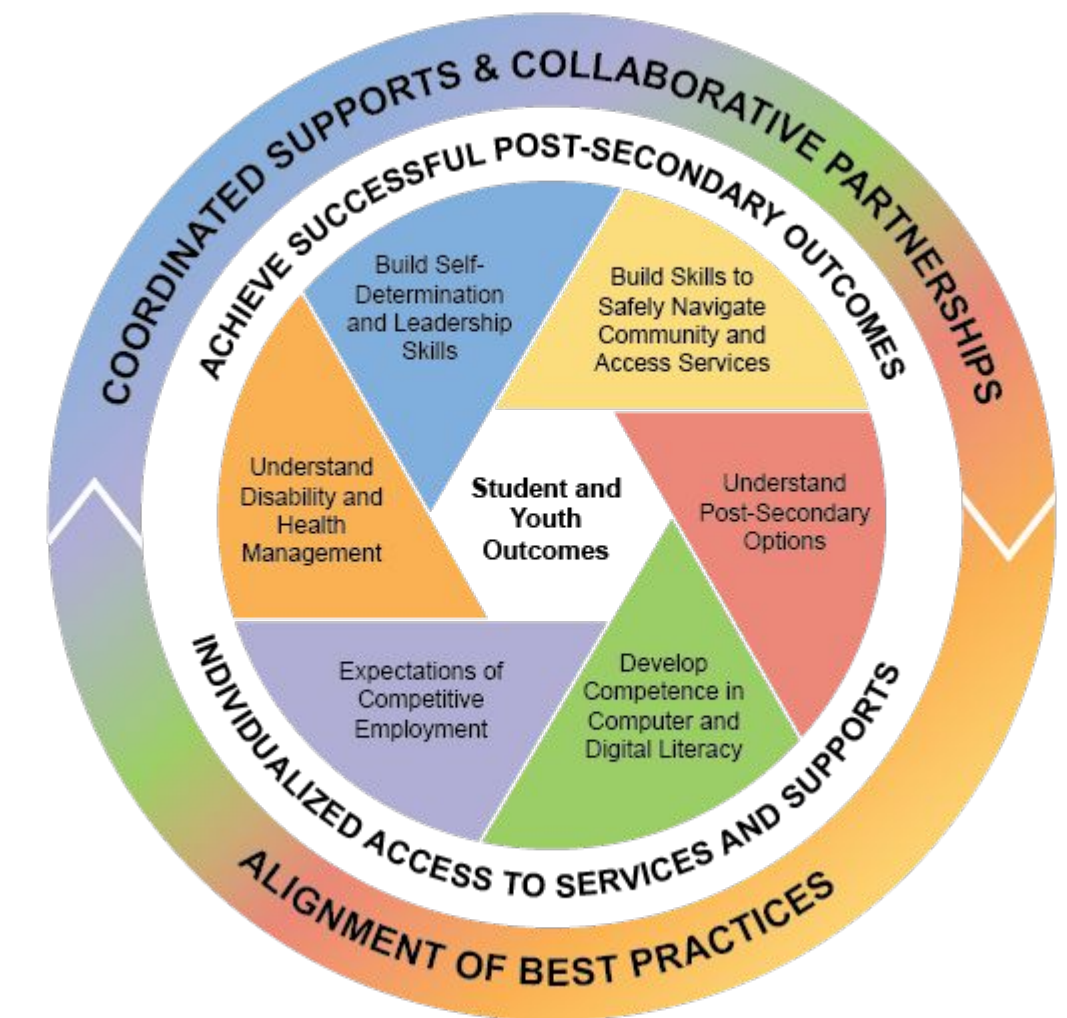 COORDINATED SUPPORTS & COLLABORATIVE PARTNERSHIPS
ACHIEVE SUCCESSFUL POST-SECONDARY OUTCOMES
Build Self-
Determination
and Leadership
Skills
Build Skills to
Safely Navigate
Community and
Access Services
Understand
Disability and
Health
Management
Student and
Youth
Outcomes
Understand
Post-Secondary
Options
Expectations of
Competitive
Employment
Develop
Competence in
Computer and
Digital Literacy
INDIVIDUALIZED ACCESS TO SERVICES AND SUPPORTS
ALIGNMENT OF BEST PRACTICES